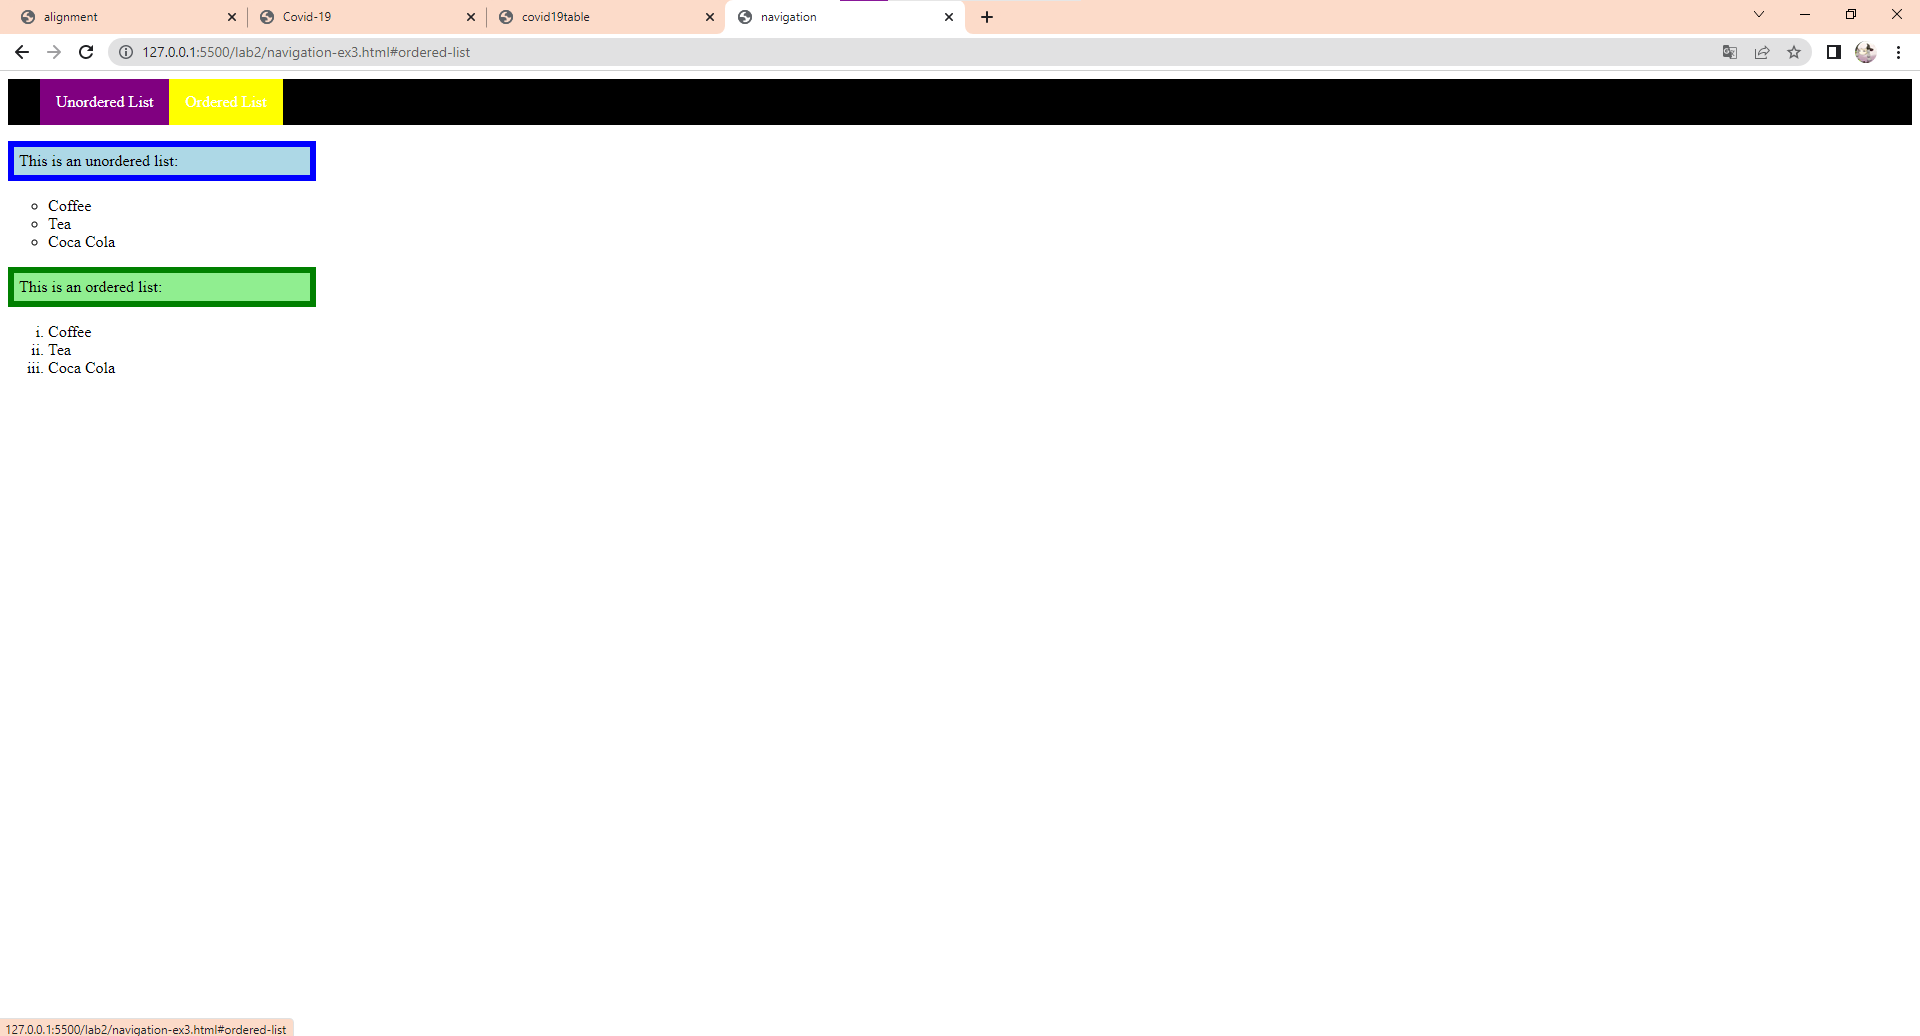 alignment
Covid-19
covid19table
navigation
127.0.0.1:5500/lab2/navigation-ex3.html#ordered-list
Unordered List
Ordered List
This is an unordered list:
Coffee
Tea
Coca Cola
This is an ordered list:
i. Coffee
ii. Tea
iii. Coca Cola
127.0.0.1:5500/lab2/navigation-ex3.html#ordered-list